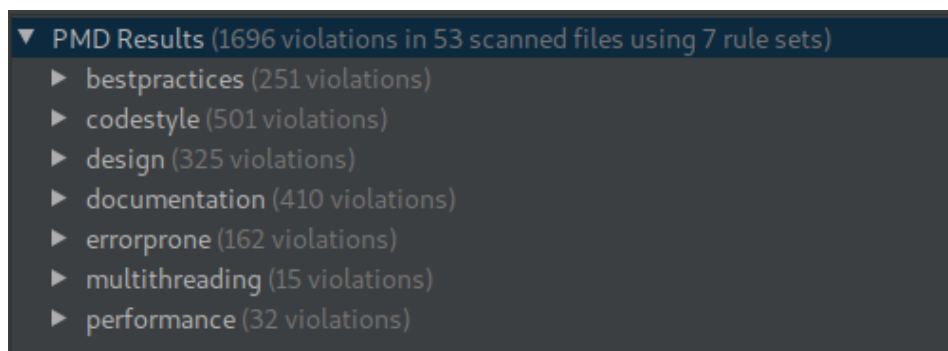 PMD Results (1696 violations in 53 scanned files using 7 rule sets)
bestpractices (251 violations)
codestyle (501 violations)
design (325 violations)
documentation (410 violations)
errorprone (162 violations)
multithreading (15 violations)
performance (32 violations)